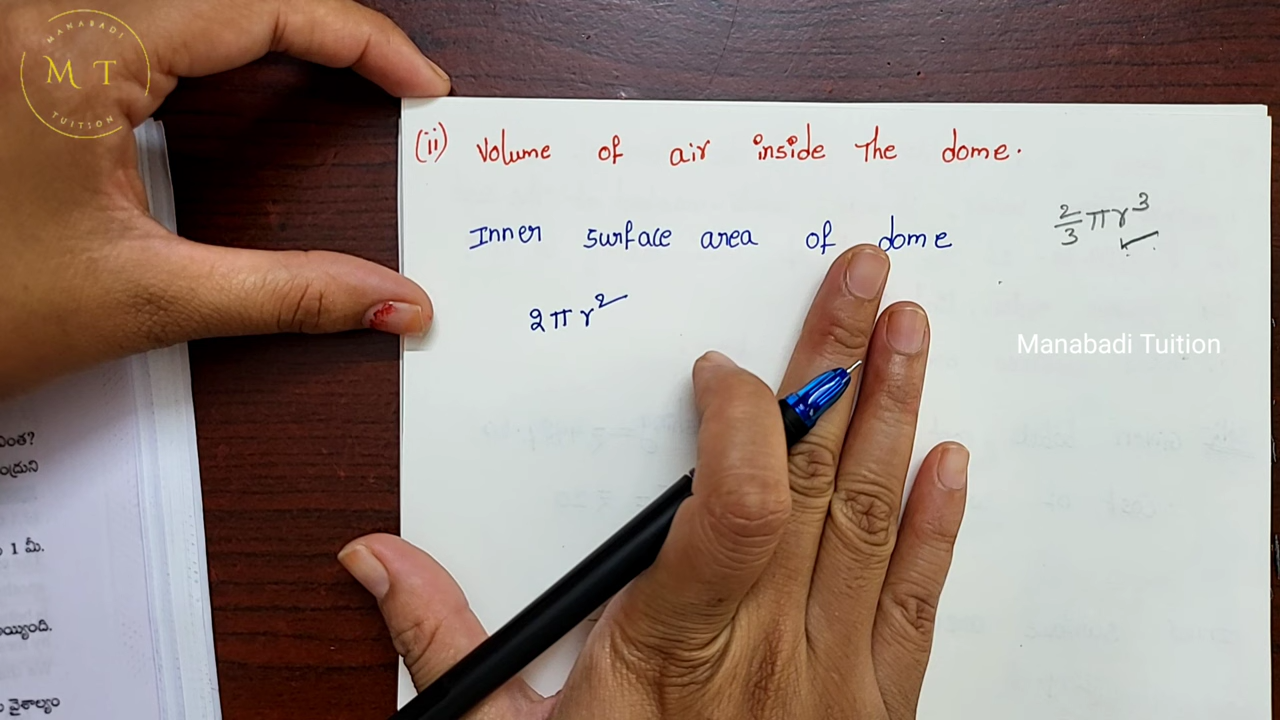 MANABADI
M T
TUITION
(ii) Volume of air inside The dome.
Inner surface area of dome
2/3 πr³
2πr²
Manabadi Tuition
ఎంత?
ంద్రుని
1 మీ.
య్యింది.
వైశాల్యం